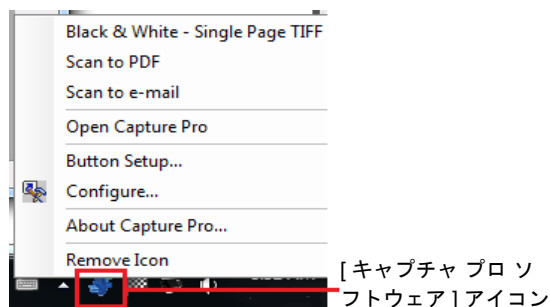 Black & White - Single Page TIFF
Scan to PDF
Scan to e-mail
Open Capture Pro
Button Setup...
Configure...
About Capture Pro...
Remove Icon
[キャプチャ プロ ソ
フトウェア] アイコン